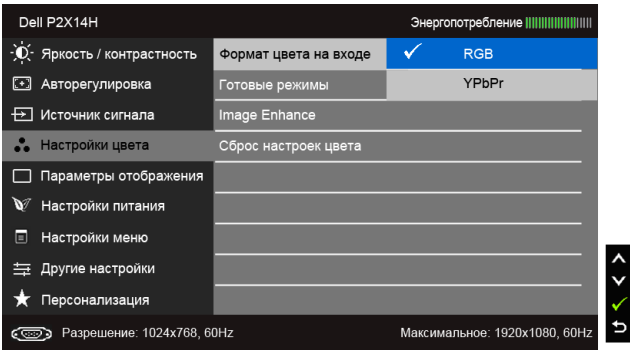 Dell P2X14H Энергопотребление
Яркость / контрастность Формат цвета на входе RGB
Авторегулировка Готовые режимы YPbPr
Источник сигнала Image Enhance
Настройки цвета Сброс настроек цвета
Параметры отображения
Настройки питания
Настройки меню
Другие настройки
Персонализация
Разрешение: 1024x768, 60Hz Максимальное: 1920x1080, 60Hz